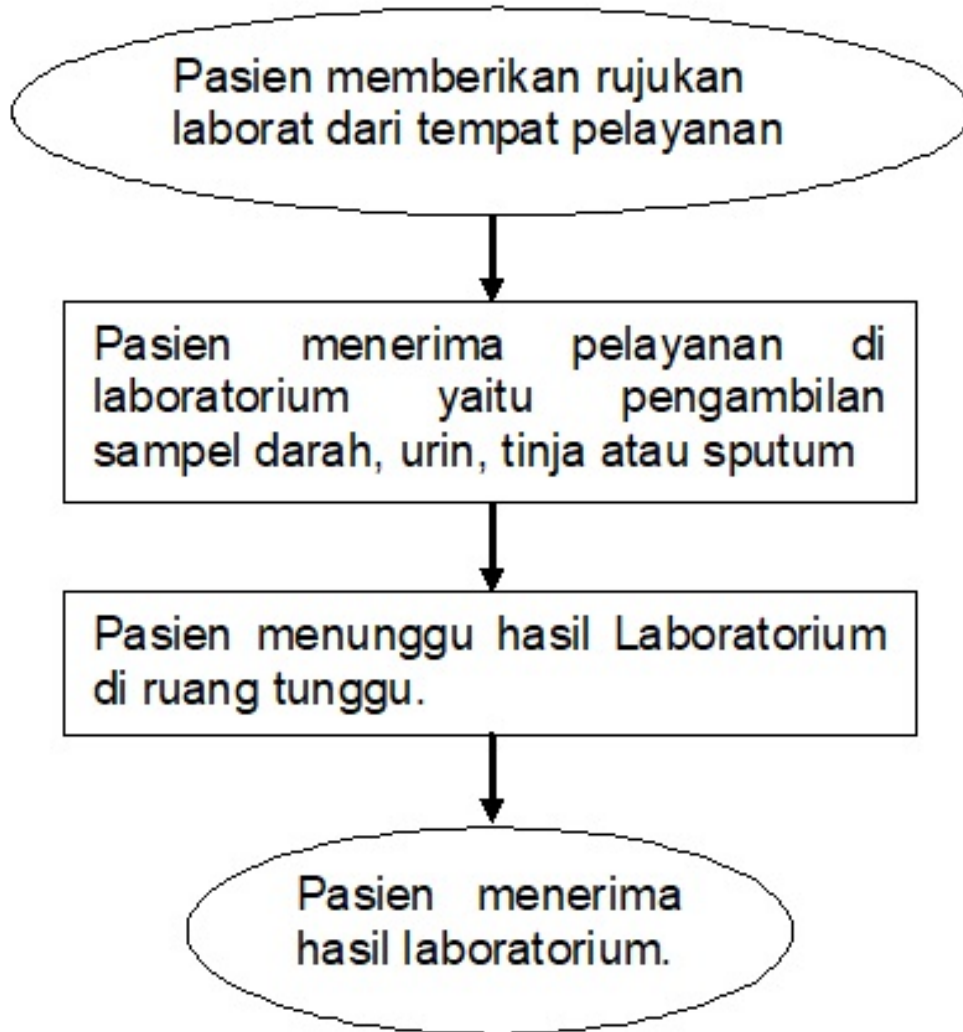 Pasien memberikan rujukan
laborat dari tempat pelayanan
Pasien menerima pelayanan di
laboratorium yaitu pengambilan
sampel darah, urin, tinja atau sputum
Pasien menunggu hasil Laboratorium
di ruang tunggu.
Pasien menerima
hasil laboratorium.